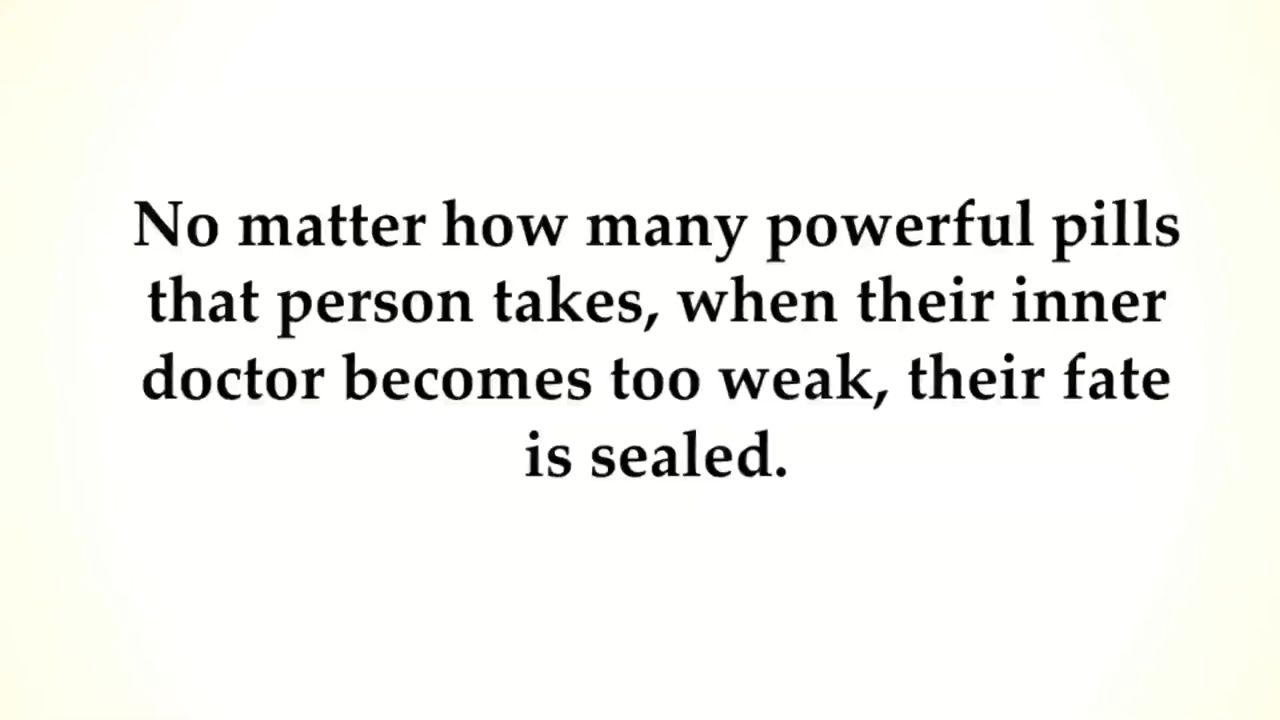 No matter how many powerful pills
that person takes, when their inner
doctor becomes too weak, their fate
is sealed.